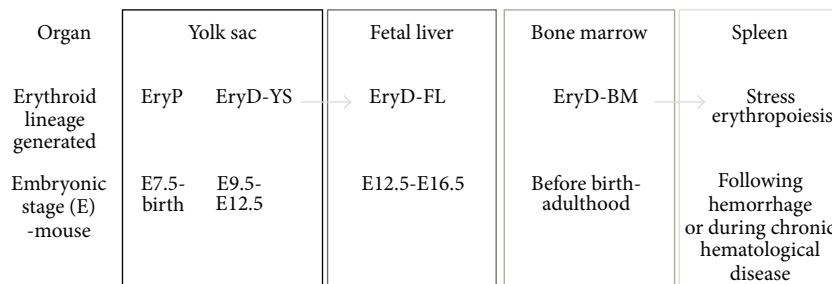 Organ
Yolk sac
Fetal liver
Bone marrow
Spleen
Erythroid
lineage
generated
EryP
EryD-YS
EryD-FL
EryD-BM
Stress
erythropoiesis
Embryonic
stage (E)
-mouse
E7.5-
birth
E9.5-
E12.5
E12.5-E16.5
Before birth-
adulthood
Following
hemorrhage
or during chronic
hematological
disease